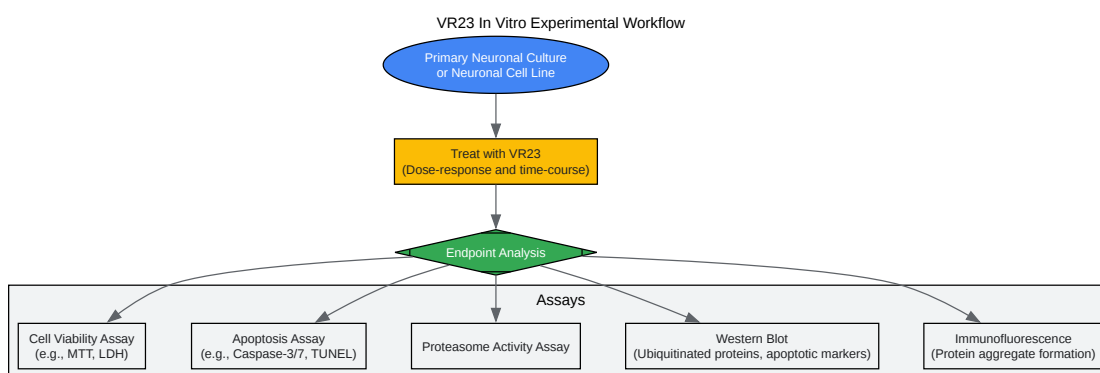 VR23 In Vitro Experimental Workflow
Primary Neuronal Culture
or Neuronal Cell Line
Treat with VR23
(Dose-response and time-course)
Endpoint Analysis
Assays
Cell Viability Assay
(e.g., MTT, LDH)
Apoptosis Assay
(e.g., Caspase-3/7, TUNEL)
Proteasome Activity Assay
Western Blot
(Ubiquitinated proteins, apoptotic markers)
Immunofluorescence
(Protein aggregate formation)